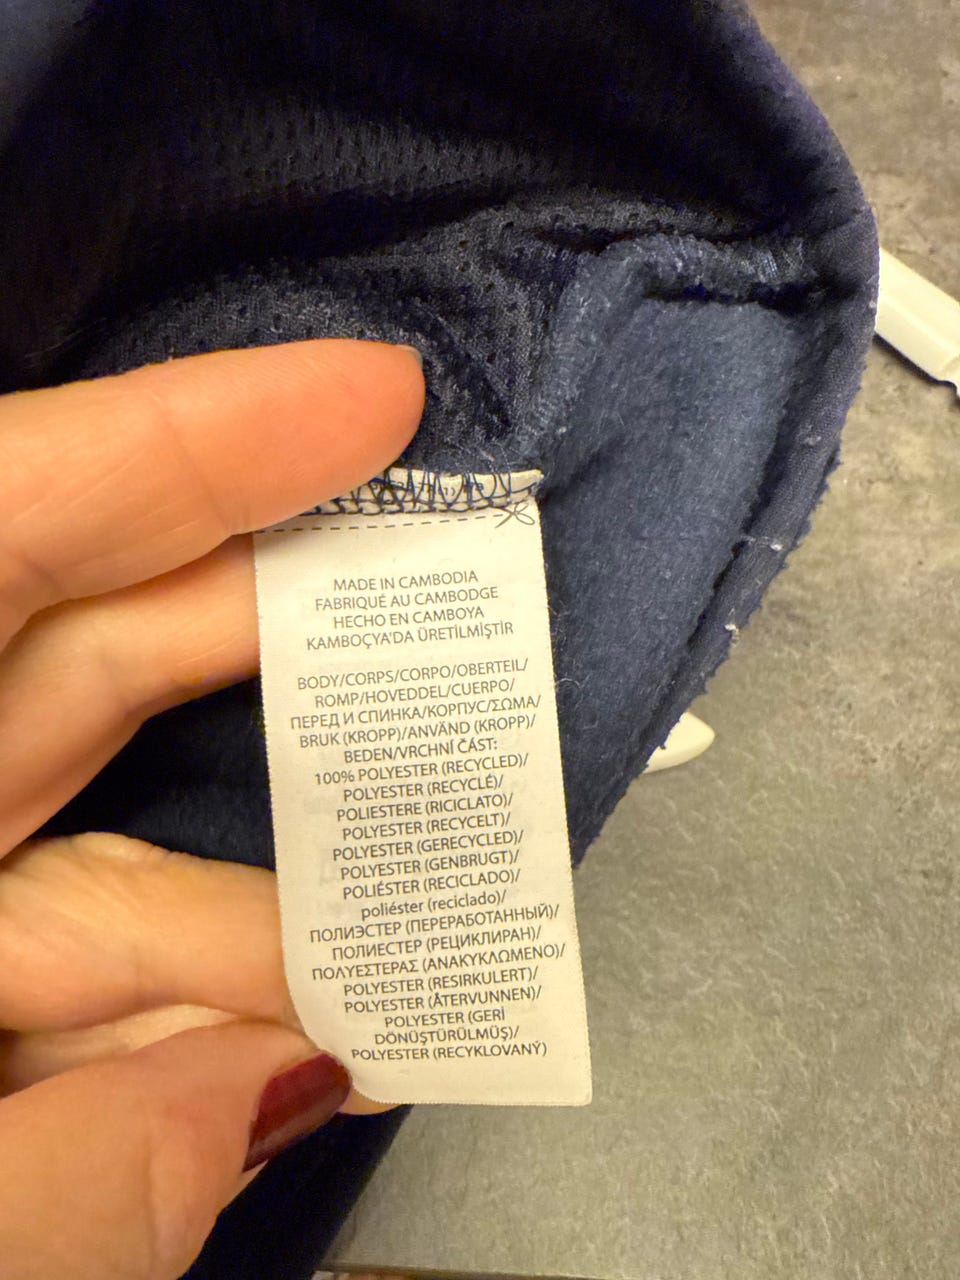 MADE IN CAMBODIA
FABRIQUÉ AU CAMBODGE
HECHO EN CAMBOYA
KAMBOÇYA'DA ÜRETİLMİŞTİR
BODY/CORPS/CORPO/OBERTEIL/
ROMP/HOVEDDEL/CUERPO/
ПЕРЕД И СПИНКА/КОРПУС/ΣΩΜΑ/
BRUK (KROPP)/ANVÄND (KROPP)/
BEDEN/VRCHNÍ ČÁST:
100% POLYESTER (RECYCLED)/
POLYESTER (RECYCLÉ)/
POLIESTERE (RICICLATO)/
POLYESTER (RECYCELT)/
POLYESTER (GERECYCLED)/
POLYESTER (GENBRUGT)/
POLIÉSTER (RECICLADO)/
poliéster (reciclado)/
ПОЛИЭСТЕР (ПЕРЕРАБОТАННЫЙ)/
ПОЛИЕСТЕР (РЕЦИКЛИРАН)/
ΠΟΛΥΕΣΤΕΡΑΣ (ΑΝΑΚΥΚΛΩΜΕΝΟ)/
POLYESTER (RESIRKULERT)/
POLYESTER (ÅTERVUNNEN)/
POLYESTER (GERİ
DÖNÜŞTÜRÜLMÜŞ)/
POLYESTER (RECYKLOVANÝ)